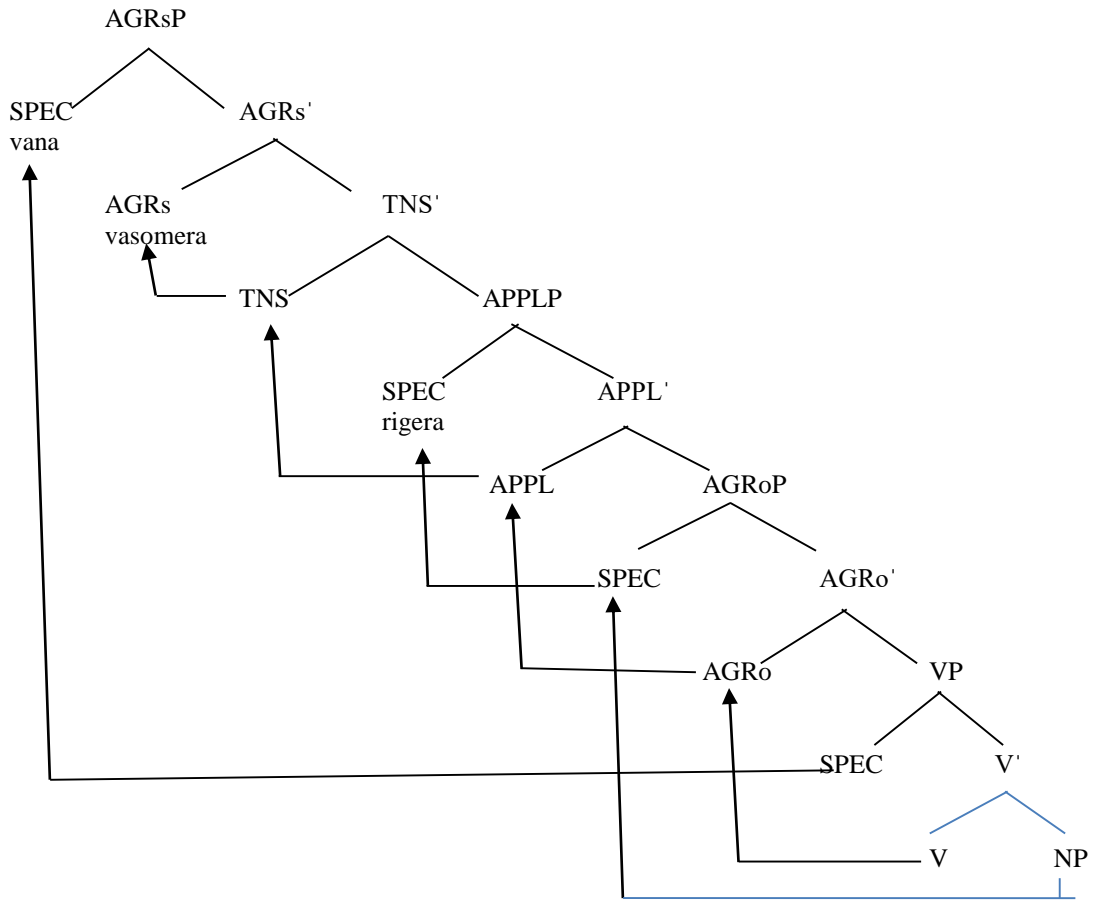 AGRsP
SPEC AGRs'
vana
AGRs TNS'
vasomera
TNS APPLP
SPEC APPL'
rigera
APPL AGRoP
SPEC AGRo'
AGRo VP
SPEC V'
V NP